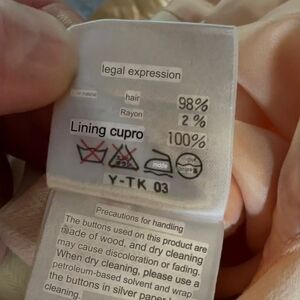 legal expression
hair 98%
Rayon 2%
Lining cupro 100%
made
Y-TK 03
Precautions for handling
The buttons used on this product are
made of wood, and dry cleaning
may cause discoloration or fading.
When dry cleaning, please use a
petroleum-based solvent and wrap
the buttons in silver paper
cleaning.